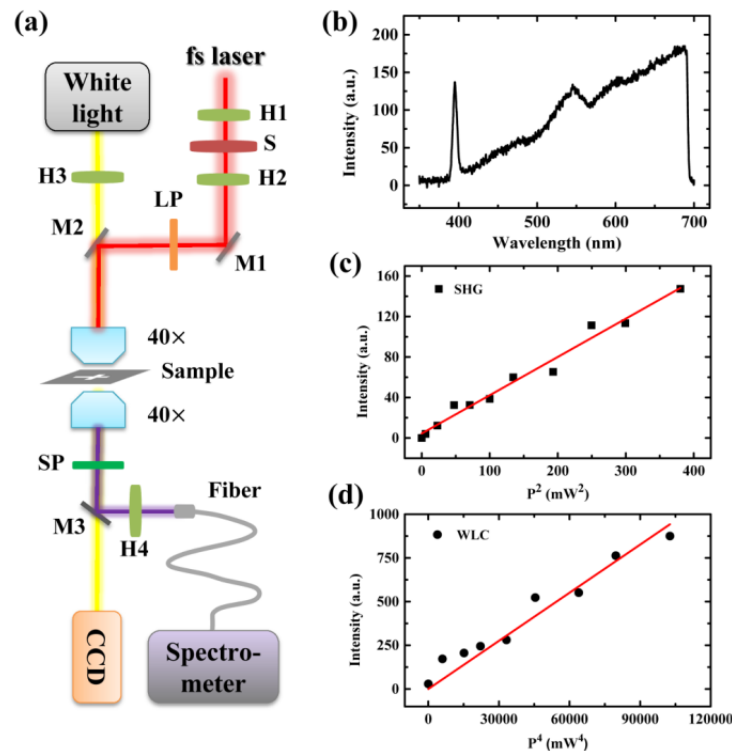 (a)
fs laser
White
light
H1
S
H2
H3
LP
M2
M1
40×
Sample
40×
SP
Fiber
M3
H4
CCD
Spectro-
meter
(b)
Intensity (a.u.)
200
150
100
50
0
400
500
600
700
Wavelength (nm)
(c)
SHG
Intensity (a.u.)
160
120
80
40
0
0
100
200
300
400
P² (mW²)
(d)
WLC
Intensity (a.u.)
1000
750
500
250
0
0
30000
60000
90000
120000
P⁴ (mW⁴)